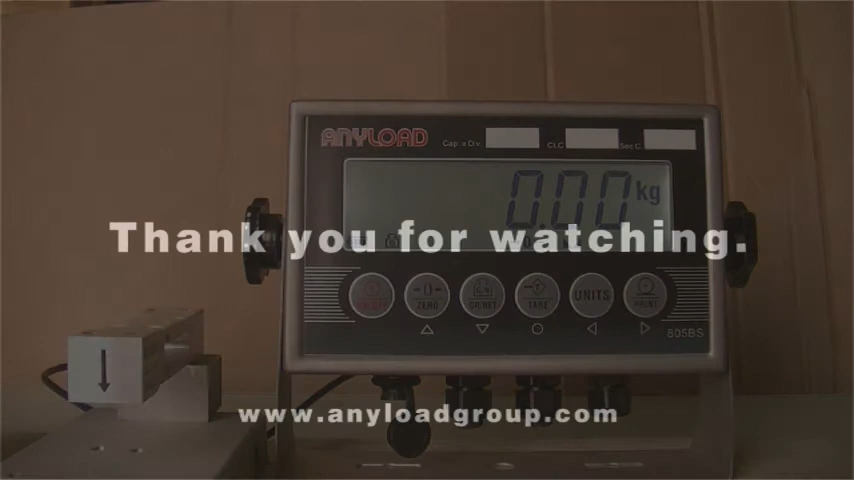 ANYLOAD Cap x Div. CLC Sec C
0.00 kg
Thank you for watching.
ZERO TARE UNITS PRINT
805BS
www.anyloadgroup.com